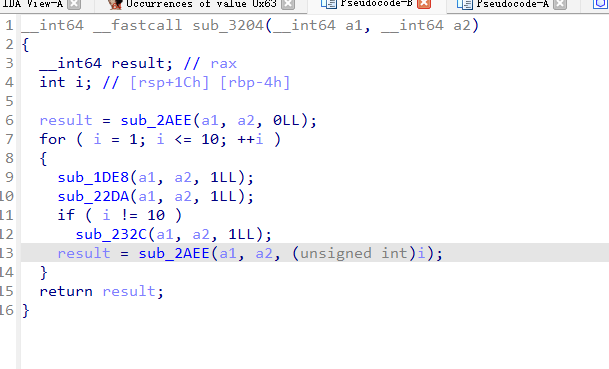 IDA View-A Occurrences of value 0x63 Pseudocode-B Pseudocode-A
1 __int64 __fastcall sub_3204(__int64 a1, __int64 a2)
2 {
3 __int64 result; // rax
4 int i; // [rsp+1Ch] [rbp-4h]
5
6 result = sub_2AEE(a1, a2, 0LL);
7 for ( i = 1; i <= 10; ++i )
8 {
9 sub_1DE8(a1, a2, 1LL);
10 sub_22DA(a1, a2, 1LL);
11 if ( i != 10 )
12 sub_232C(a1, a2, 1LL);
13 result = sub_2AEE(a1, a2, (unsigned int)i);
14 }
15 return result;
16 }